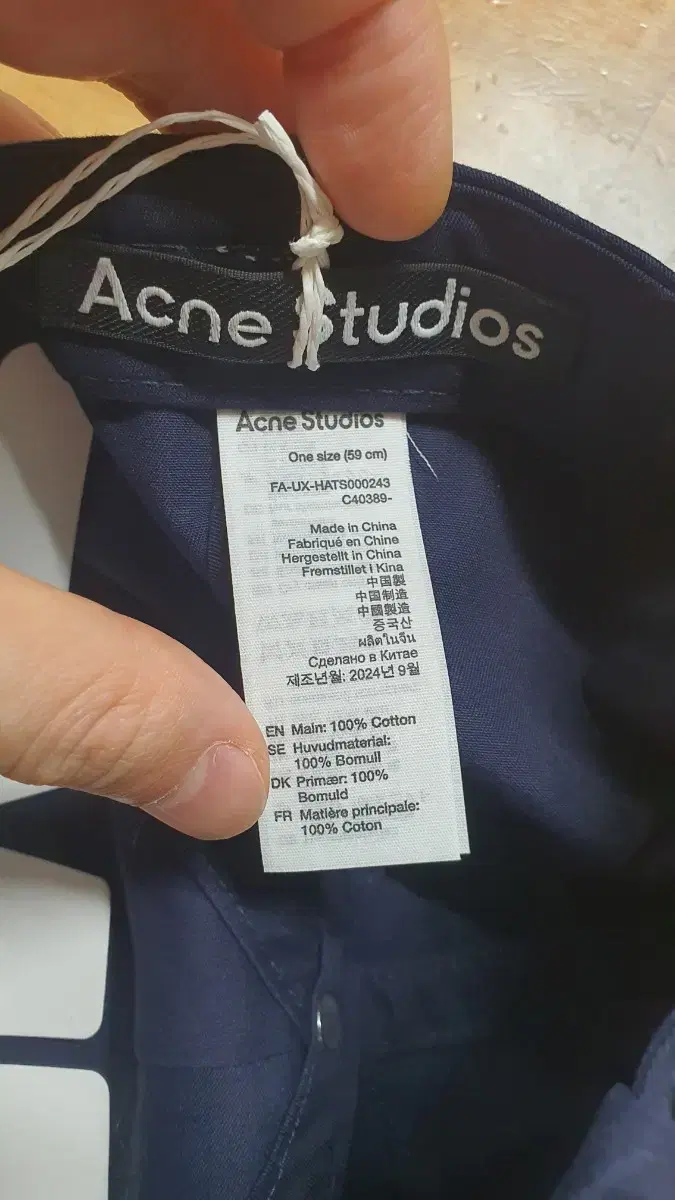 Acne Studios
Acne Studios
One size (59 cm)
FA-UX-HATS000243
C40389-
Made in China
Fabriqué en Chine
Hergestellt in China
Fremstillet i Kina
中国製
中国制造
中國製造
중국산
ผลิตในจีน
Сделано в Китае
제조년월: 2024년 9월
EN Main: 100% Cotton
SE Huvudmaterial:
100% Bomull
DK Primær: 100%
Bomuld
FR Matière principale:
100% Coton